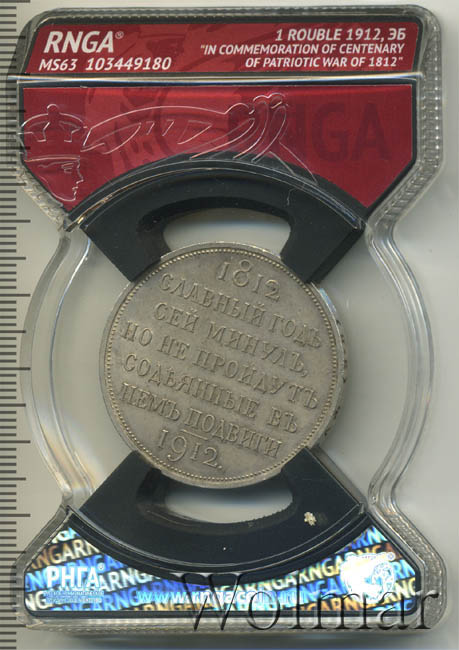 RNGA®
MS63 103449180
1 ROUBLE 1912, ЭБ
"IN COMMEMORATION OF CENTENARY
OF PATRIOTIC WAR OF 1812"
RNGA
1812
СЛАВНЫЙ ГОДЪ
СЕЙ МИНУЛЪ,
НО НЕ ПРОЙДУТЪ
СОДѢЯННЫЕ ВЪ
НЕМЪ ПОДВИГИ
1912.
РНГА
Wolmar